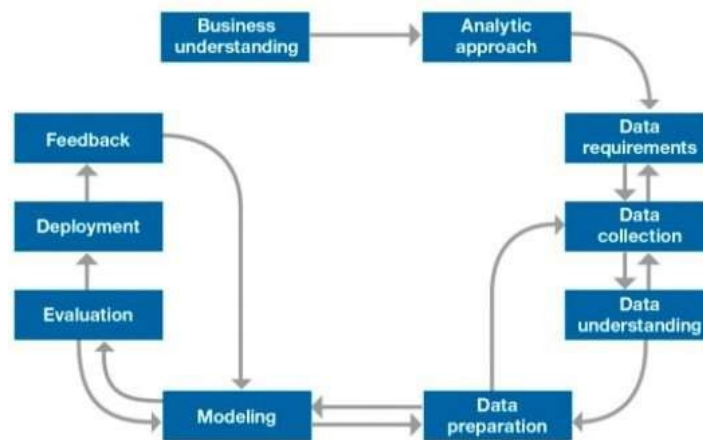 Business
understanding
Analytic
approach
Data
requirements
Data
collection
Data
understanding
Data
preparation
Modeling
Evaluation
Deployment
Feedback